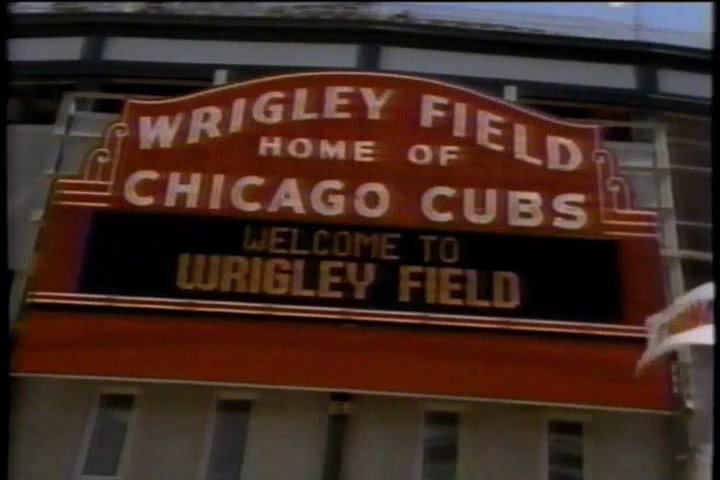 WRIGLEY FIELD
HOME OF
CHICAGO CUBS
WELCOME TO
WRIGLEY FIELD